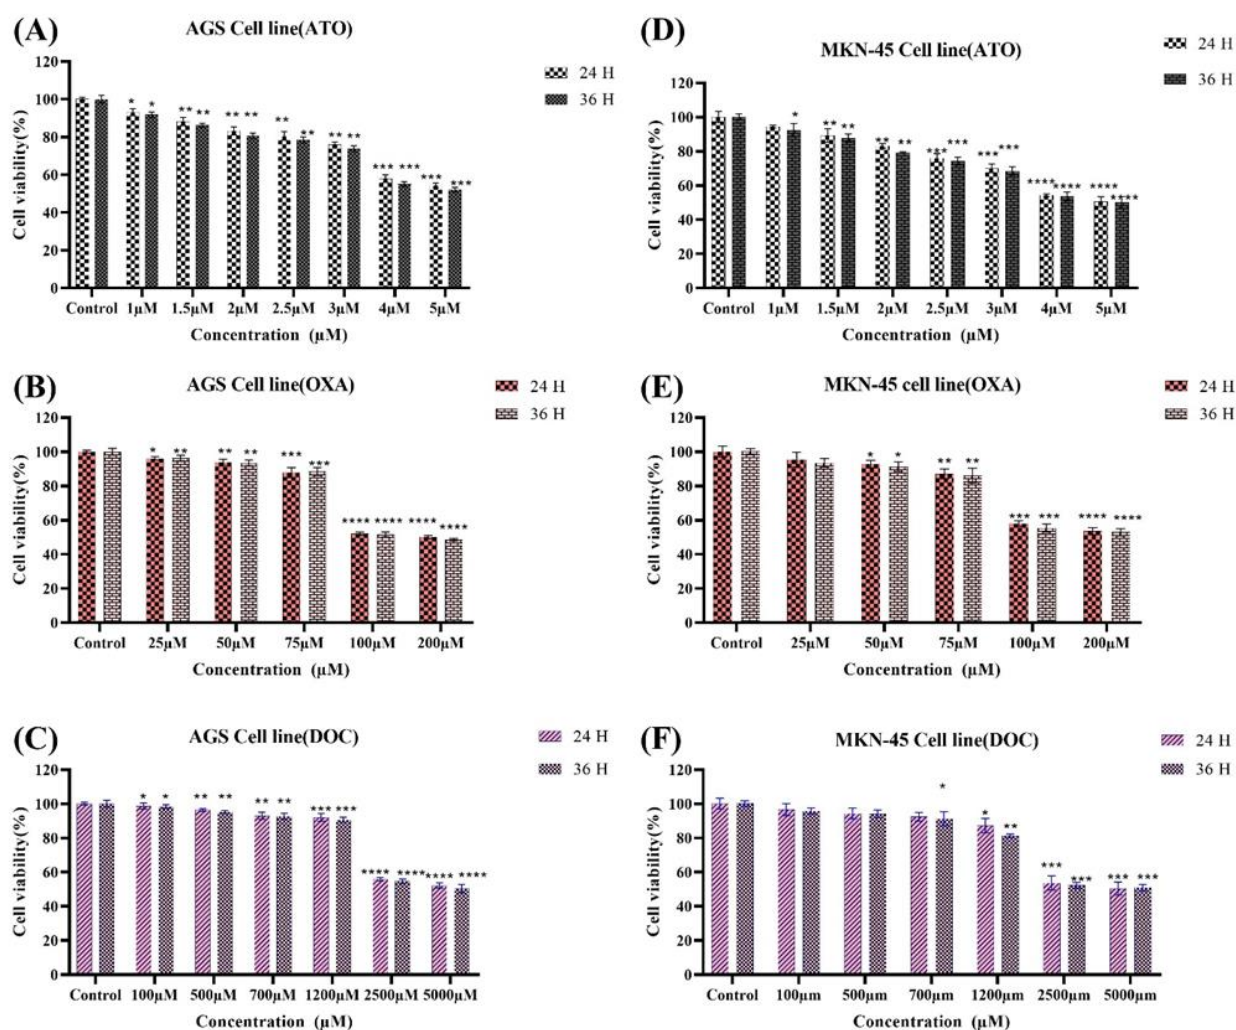 (A)
AGS Cell line(ATO)
24 H
36 H
Cell viability(%)
120
100
80
60
40
20
0
* * ** ** ** ** ** ** ** ** *** *** *** ***
Control 1µM 1.5µM 2µM 2.5µM 3µM 4µM 5µM
Concentration (µM)
(D)
MKN-45 Cell line(ATO)
24 H
36 H
Cell viability(%)
120
100
80
60
40
20
0
* ** ** ** ** *** *** *** *** **** **** **** ****
Control 1µM 1.5µM 2µM 2.5µM 3µM 4µM 5µM
Concentration (µM)
(B)
AGS Cell line(OXA)
24 H
36 H
Cell viability(%)
120
100
80
60
40
20
0
* ** ** ** *** *** **** **** **** ****
Control 25µM 50µM 75µM 100µM 200µM
Concentration (µM)
(E)
MKN-45 cell line(OXA)
24 H
36 H
Cell viability(%)
120
100
80
60
40
20
0
* * ** ** *** *** **** ****
Control 25µM 50µM 75µM 100µM 200µM
Concentration (µM)
(C)
AGS Cell line(DOC)
24 H
36 H
Cell viability(%)
120
100
80
60
40
20
0
* * ** ** ** ** *** *** **** **** **** ****
Control 100µM 500µM 700µM 1200µM 2500µM 5000µM
Concentration (µM)
(F)
MKN-45 Cell line(DOC)
24 H
36 H
Cell viability(%)
120
100
80
60
40
20
0
* * ** *** *** *** ***
Control 100µm 500µm 700µm 1200µm 2500µm 5000µm
Concentration (µM)